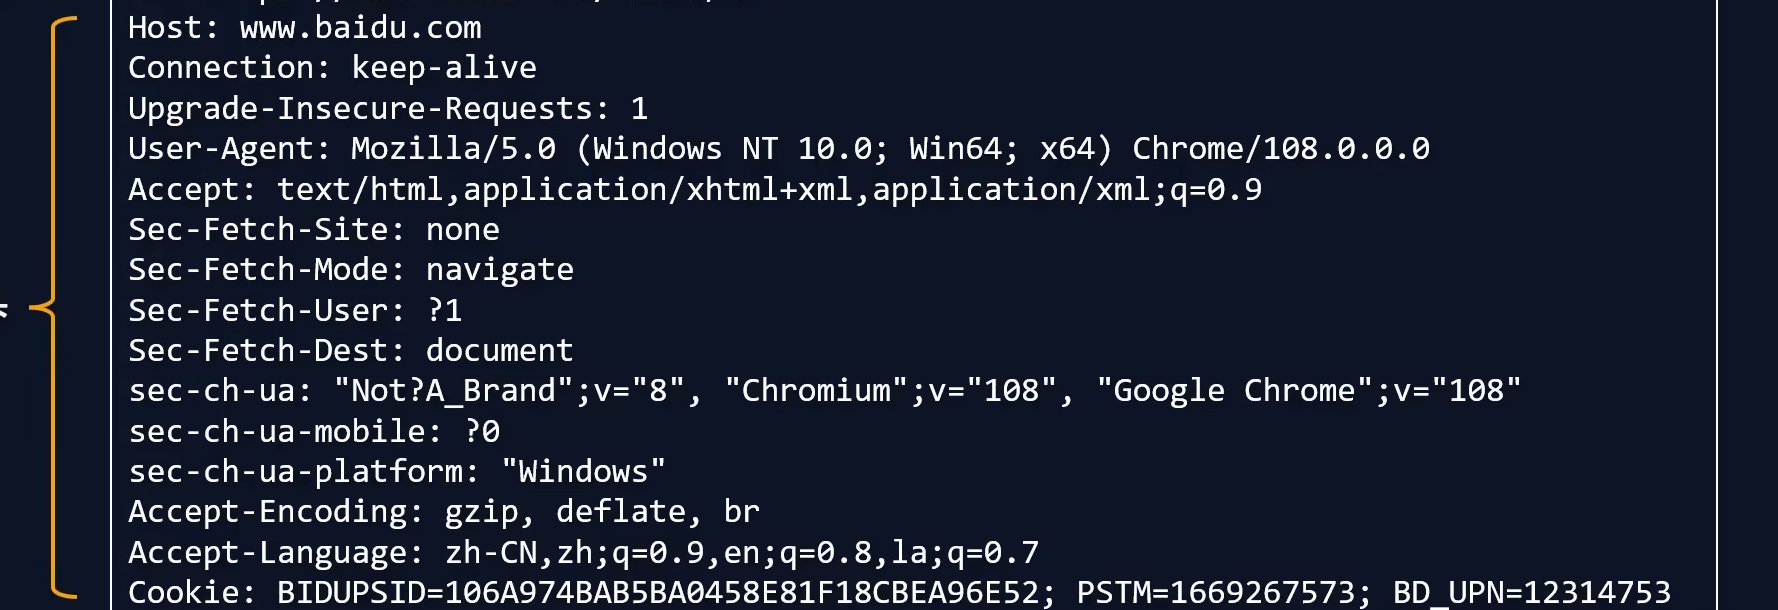 Host: www.baidu.com
Connection: keep-alive
Upgrade-Insecure-Requests: 1
User-Agent: Mozilla/5.0 (Windows NT 10.0; Win64; x64) Chrome/108.0.0.0
Accept: text/html,application/xhtml+xml,application/xml;q=0.9
Sec-Fetch-Site: none
Sec-Fetch-Mode: navigate
Sec-Fetch-User: ?1
Sec-Fetch-Dest: document
sec-ch-ua: "Not?A_Brand";v="8", "Chromium";v="108", "Google Chrome";v="108"
sec-ch-ua-mobile: ?0
sec-ch-ua-platform: "Windows"
Accept-Encoding: gzip, deflate, br
Accept-Language: zh-CN,zh;q=0.9,en;q=0.8,la;q=0.7
Cookie: BIDUPSID=106A974BAB5BA0458E81F18CBEA96E52; PSTM=1669267573; BD_UPN=12314753